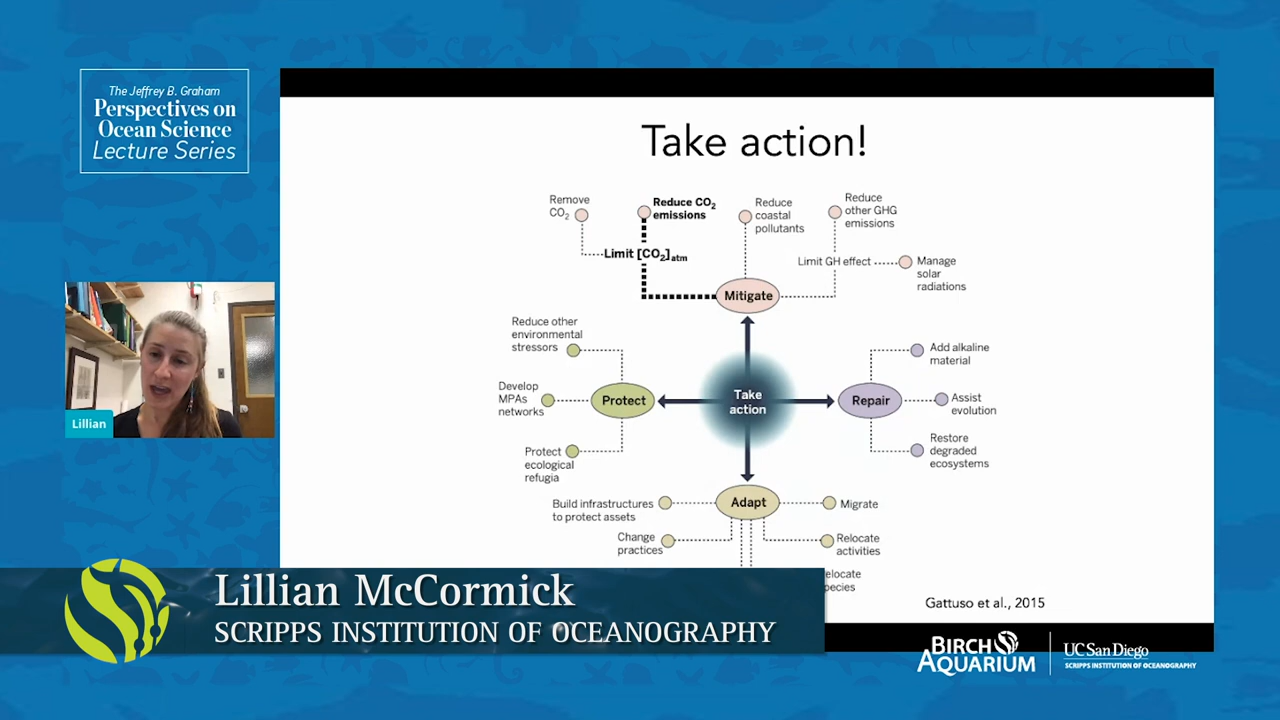 The Jeffrey B. Graham
Perspectives on
Ocean Science
Lecture Series
Take action!
Remove
CO2
Reduce CO2
emissions
Reduce
coastal
pollutants
Reduce
other GHG
emissions
Limit [CO2]atm
Limit GH effect
Manage
solar
radiations
Mitigate
Reduce other
environmental
stressors
Develop
MPAs
networks
Protect
Protect
ecological
refugia
Take
action
Repair
Add alkaline
material
Assist
evolution
Restore
degraded
ecosystems
Build infrastructures
to protect assets
Adapt
Migrate
Change
practices
Relocate
activities
elocate
pecies
Gattuso et al., 2015
Lillian
Lillian McCormick
SCRIPPS INSTITUTION OF OCEANOGRAPHY
BIRCH
AQUARIUM
UC San Diego
SCRIPPS INSTITUTION OF OCEANOGRAPHY